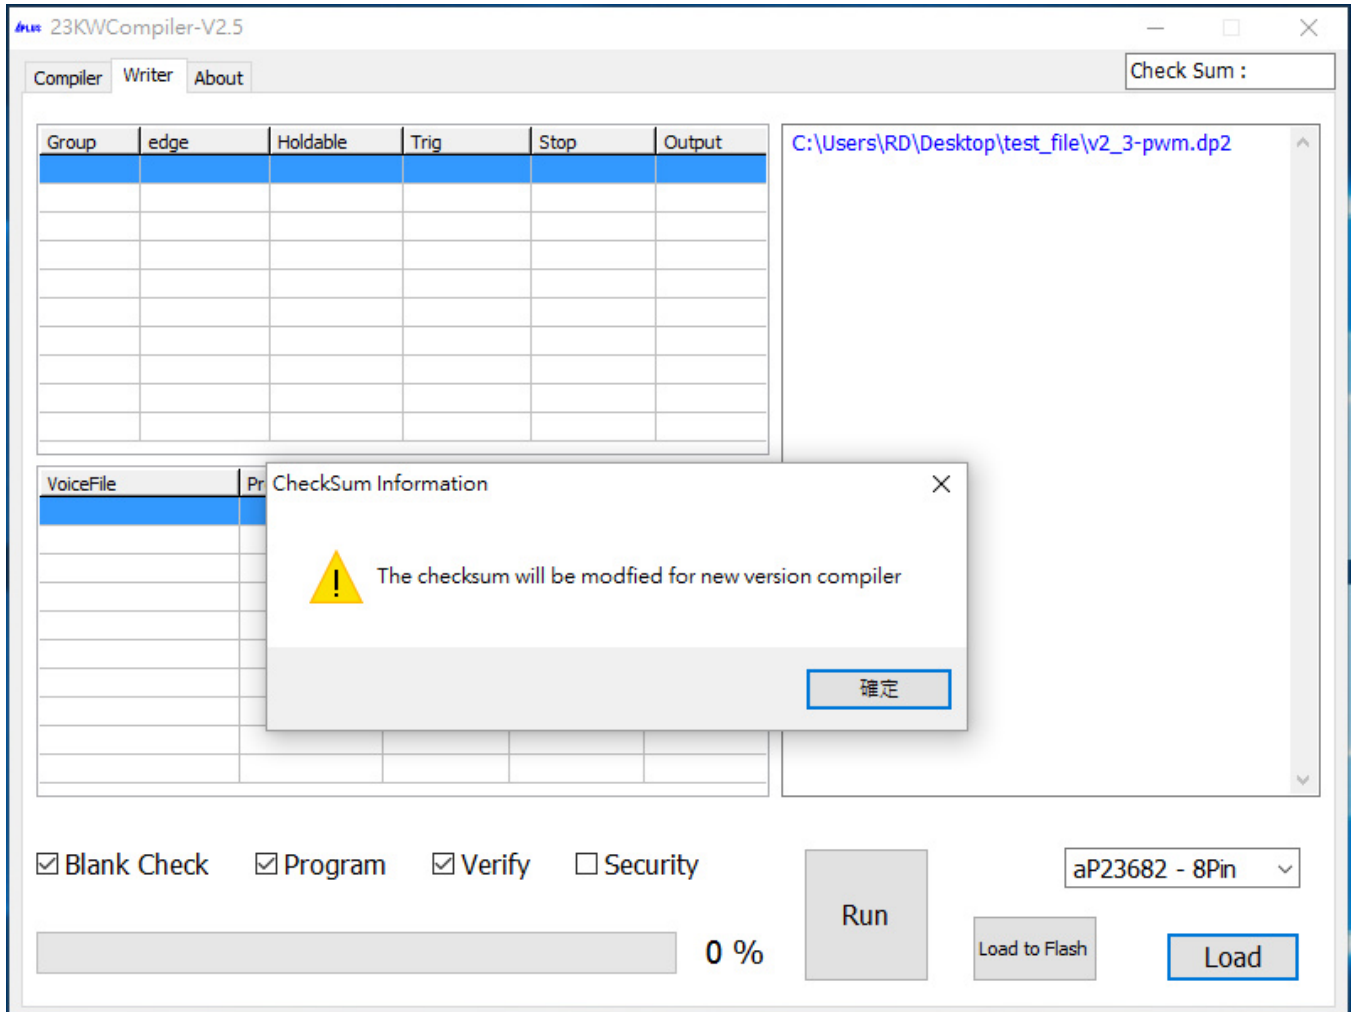 aPLUS 23KWCompiler-V2.5
Compiler Writer About
Check Sum :
Group edge Holdable Trig Stop Output
C:\Users\RD\Desktop\test_file\v2_3-pwm.dp2
VoiceFile Pr
CheckSum Information
The checksum will be modfied for new version compiler
確定
Blank Check Program Verify Security
aP23682 - 8Pin
Run
Load to Flash
Load
0 %